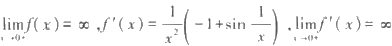 lim f(x) = ∞ , f′(x) = 1/x² (−1+sin 1/x) , lim f′(x) = ∞
x→0+ x→0+